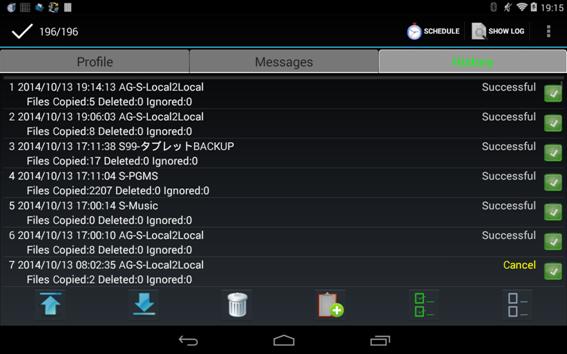 19:15
196/196
SCHEDULE
SHOW LOG
Profile
Messages
History
1 2014/10/13 19:14:13 AG-S-Local2Local Successful
Files Copied:5 Deleted:0 Ignored:0
2 2014/10/13 19:06:03 AG-S-Local2Local Successful
Files Copied:8 Deleted:0 Ignored:0
3 2014/10/13 17:11:38 S99-タブレットBACKUP Successful
Files Copied:17 Deleted:0 Ignored:0
4 2014/10/13 17:11:04 S-PGMS Successful
Files Copied:2207 Deleted:0 Ignored:0
5 2014/10/13 17:00:14 S-Music Successful
Files Copied:0 Deleted:0 Ignored:0
6 2014/10/13 17:00:10 AG-S-Local2Local Successful
Files Copied:8 Deleted:0 Ignored:0
7 2014/10/13 08:02:35 AG-S-Local2Local Cancel
Files Copied:2 Deleted:0 Ignored:0